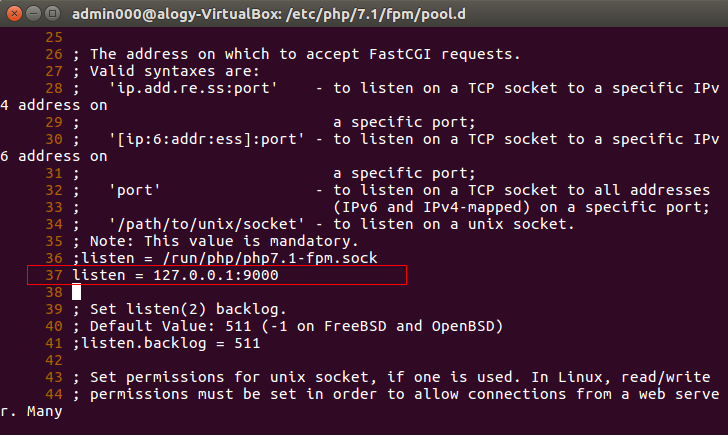 admin000@alogy-VirtualBox: /etc/php/7.1/fpm/pool.d
25
26 ; The address on which to accept FastCGI requests.
27 ; Valid syntaxes are:
28 ;   'ip.add.re.ss:port'    - to listen on a TCP socket to a specific IPv
4 address on
29 ;                            a specific port;
30 ;   '[ip:6:addr:ess]:port' - to listen on a TCP socket to a specific IPv
6 address on
31 ;                            a specific port;
32 ;   'port'                 - to listen on a TCP socket to all addresses
33 ;                            (IPv6 and IPv4-mapped) on a specific port;
34 ;   '/path/to/unix/socket' - to listen on a unix socket.
35 ; Note: This value is mandatory.
36 ;listen = /run/php/php7.1-fpm.sock
37 listen = 127.0.0.1:9000
38
39 ; Set listen(2) backlog.
40 ; Default Value: 511 (-1 on FreeBSD and OpenBSD)
41 ;listen.backlog = 511
42
43 ; Set permissions for unix socket, if one is used. In Linux, read/write
44 ; permissions must be set in order to allow connections from a web serve
r. Many